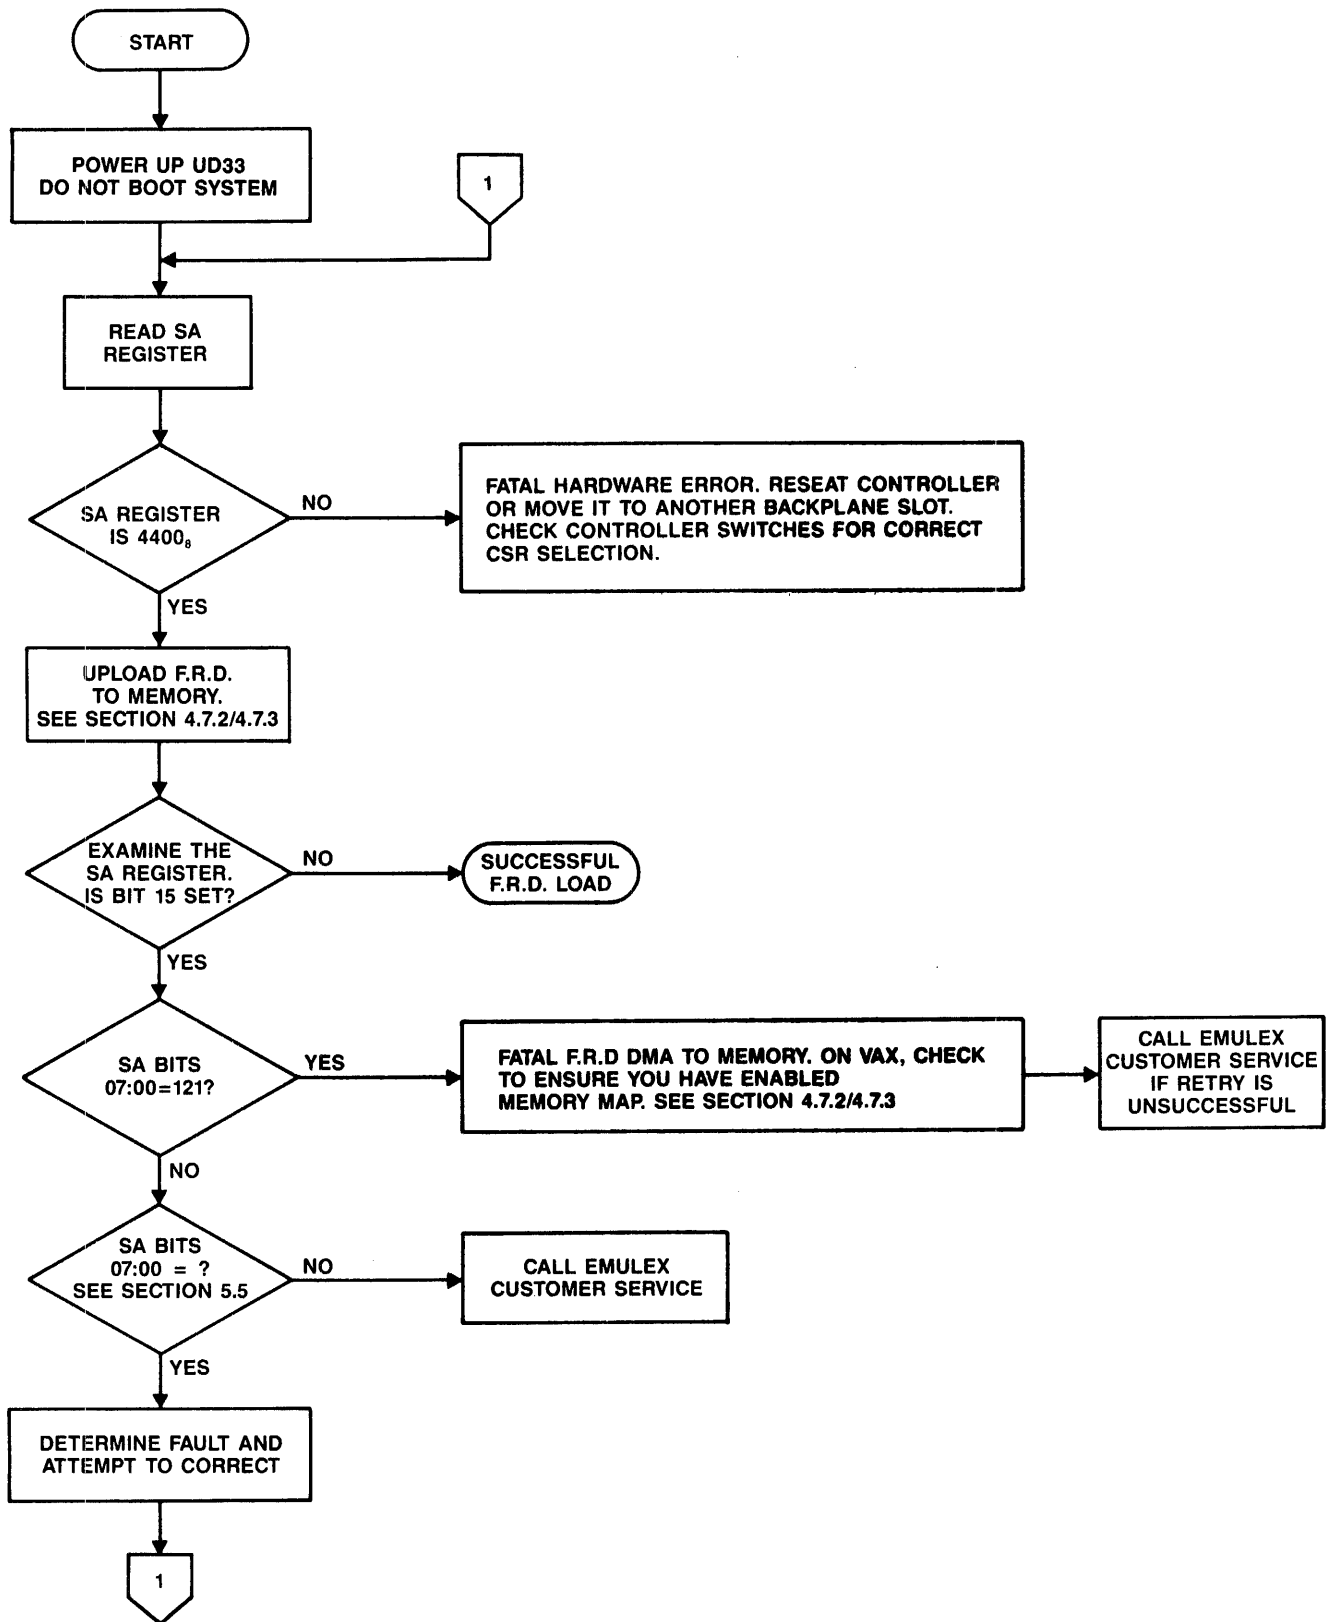 START
POWER UP UD33
DO NOT BOOT SYSTEM
1
READ SA
REGISTER
SA REGISTER
IS 4400₈
NO
FATAL HARDWARE ERROR. RESEAT CONTROLLER
OR MOVE IT TO ANOTHER BACKPLANE SLOT.
CHECK CONTROLLER SWITCHES FOR CORRECT
CSR SELECTION.
YES
UPLOAD F.R.D.
TO MEMORY.
SEE SECTION 4.7.2/4.7.3
EXAMINE THE
SA REGISTER.
IS BIT 15 SET?
NO
SUCCESSFUL
F.R.D. LOAD
YES
SA BITS
07:00=121?
YES
FATAL F.R.D DMA TO MEMORY. ON VAX, CHECK
TO ENSURE YOU HAVE ENABLED
MEMORY MAP. SEE SECTION 4.7.2/4.7.3
CALL EMULEX
CUSTOMER SERVICE
IF RETRY IS
UNSUCCESSFUL
NO
SA BITS
07:00 = ?
SEE SECTION 5.5
NO
CALL EMULEX
CUSTOMER SERVICE
YES
DETERMINE FAULT AND
ATTEMPT TO CORRECT
1